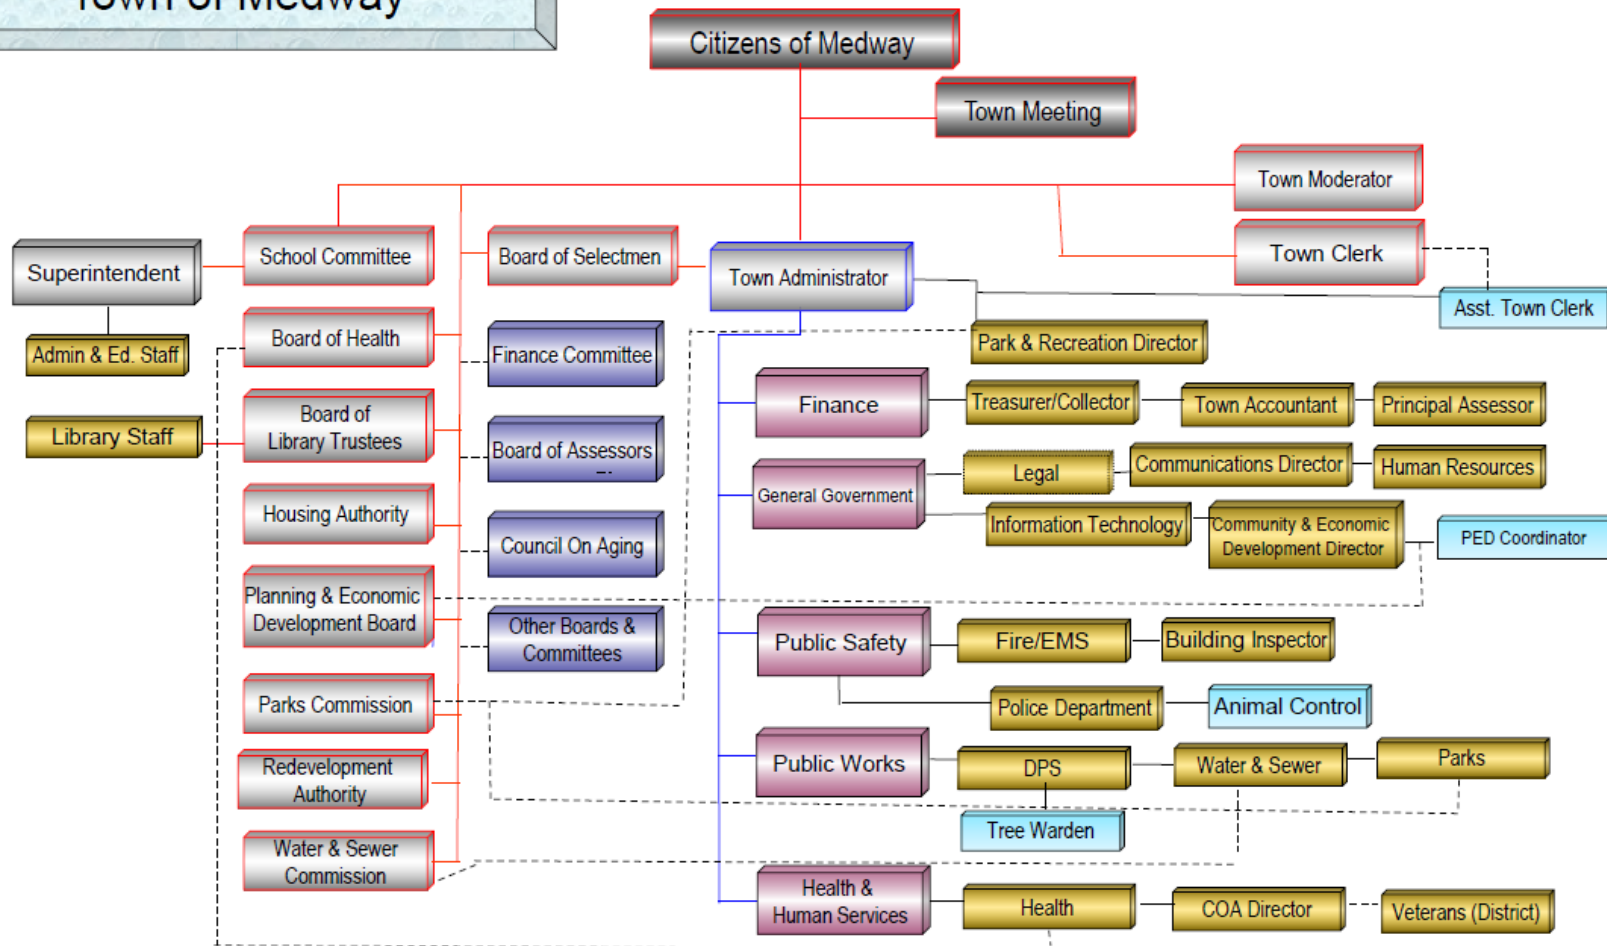 Town of Medway
Citizens of Medway
Town Meeting
Town Moderator
School Committee
Board of Selectmen
Town Clerk
Superintendent
Town Administrator
Asst. Town Clerk
Board of Health
Park & Recreation Director
Admin & Ed. Staff
Finance Committee
Finance
Treasurer/Collector
Town Accountant
Principal Assessor
Library Staff
Board of
Library Trustees
Board of Assessors
General Government
Legal
Communications Director
Human Resources
Housing Authority
Information Technology
Community & Economic
Development Director
PED Coordinator
Council On Aging
Planning & Economic
Development Board
Other Boards &
Committees
Public Safety
Fire/EMS
Building Inspector
Parks Commission
Police Department
Animal Control
Redevelopment
Authority
Public Works
DPS
Water & Sewer
Parks
Tree Warden
Water & Sewer
Commission
Health &
Human Services
Health
COA Director
Veterans (District)